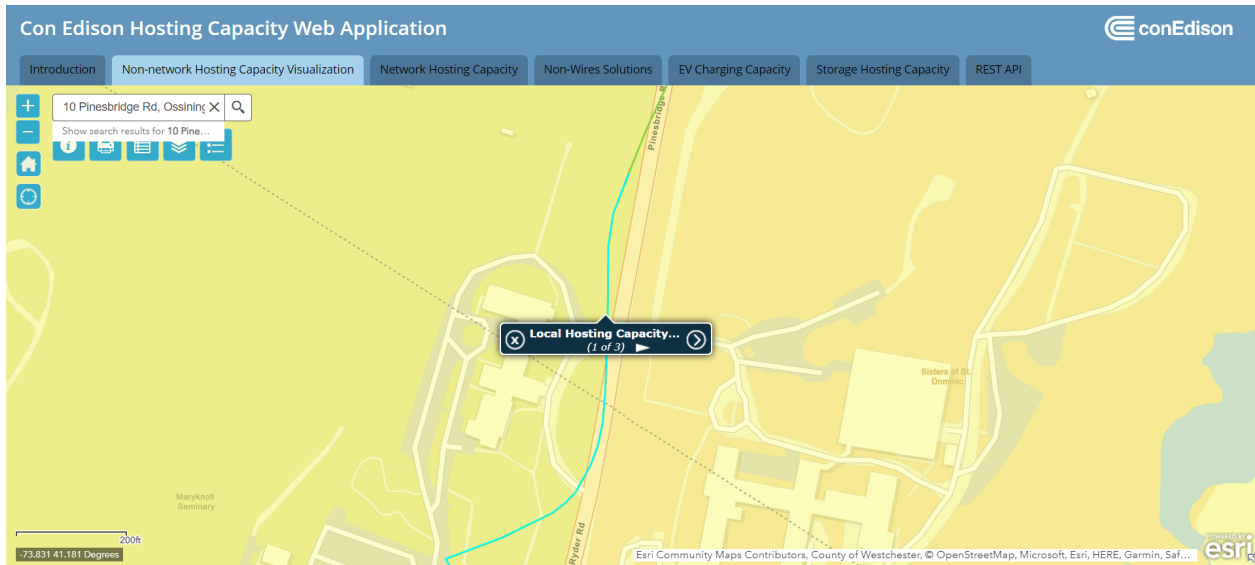 Con Edison Hosting Capacity Web Application
conEdison
Introduction
Non-network Hosting Capacity Visualization
Network Hosting Capacity
Non-Wires Solutions
EV Charging Capacity
Storage Hosting Capacity
REST API
+
10 Pinesbridge Rd, Ossining
Show search results for 10 Pine...
Pinesbridge R
Local Hosting Capacity...
(1 of 3)
Sisters of St.
Dominic
Maryknoll
Seminary
Ryder Rd
200ft
-73.831 41.181 Degrees
Esri Community Maps Contributors, County of Westchester, © OpenStreetMap, Microsoft, Esri, HERE, Garmin, Saf...
POWERED BY
esri